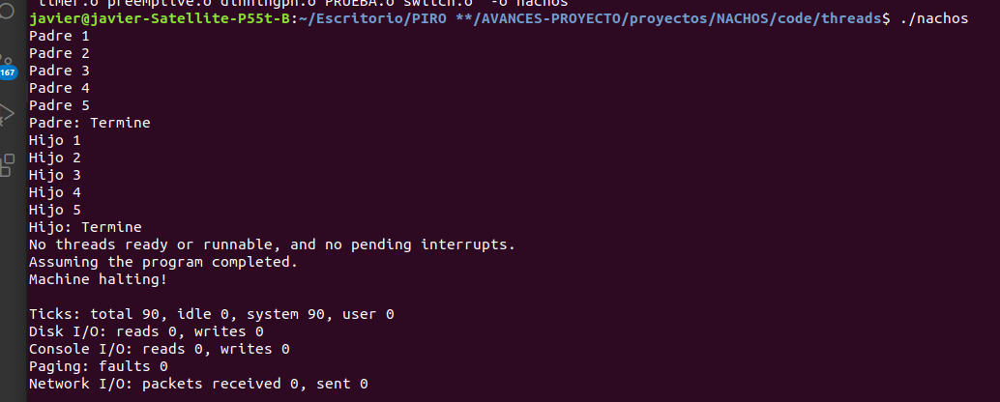 timer.o preemptive.o dinningph.o PRUEBA.o switch.o -o nachos
javier@javier-Satellite-P55t-B:~/Escritorio/PIRO **/AVANCES-PROYECTO/proyectos/NACHOS/code/threads$ ./nachos
Padre 1
Padre 2
Padre 3
167
Padre 4
Padre 5
Padre: Termine
Hijo 1
Hijo 2
Hijo 3
Hijo 4
Hijo 5
Hijo: Termine
No threads ready or runnable, and no pending interrupts.
Assuming the program completed.
Machine halting!
Ticks: total 90, idle 0, system 90, user 0
Disk I/O: reads 0, writes 0
Console I/O: reads 0, writes 0
Paging: faults 0
Network I/O: packets received 0, sent 0